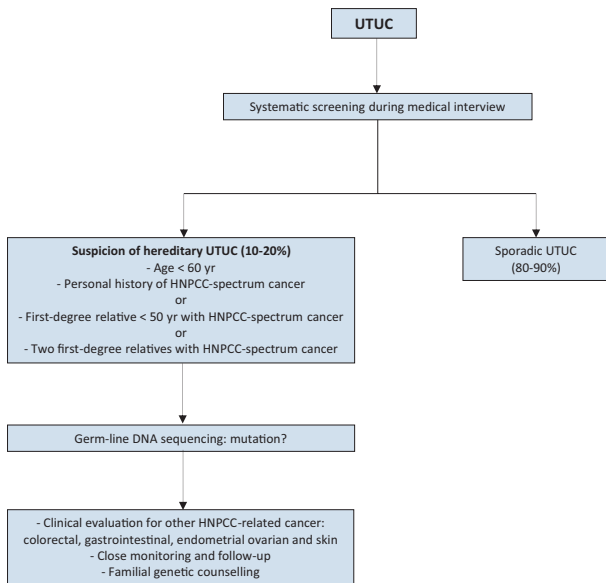 UTUC
Systematic screening during medical interview
Suspicion of hereditary UTUC (10-20%)
- Age < 60 yr
- Personal history of HNPCC-spectrum cancer
or
- First-degree relative < 50 yr with HNPCC-spectrum cancer
or
- Two first-degree relatives with HNPCC-spectrum cancer
Sporadic UTUC
(80-90%)
Germ-line DNA sequencing: mutation?
- Clinical evaluation for other HNPCC-related cancer:
colorectal, gastrointestinal, endometrial ovarian and skin
- Close monitoring and follow-up
- Familial genetic counselling